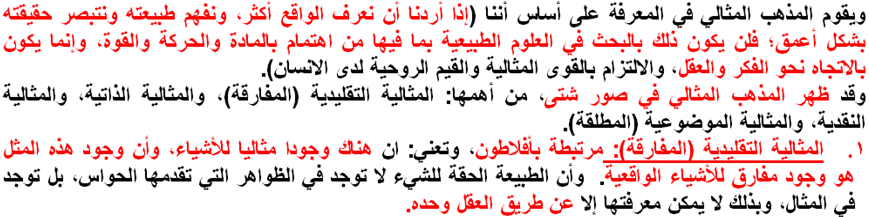 ويقوم المذهب المثالي في المعرفة على أساس أننا (إذا أردنا أن نعرف الواقع أكثر، ونفهم طبيعته ونتبصر حقيقته
بشكل أعمق؛ فلن يكون ذلك بالبحث في العلوم الطبيعية بما فيها من اهتمام بالمادة والحركة والقوة، وإنما يكون
بالاتجاه نحو الفكر والعقل، والالتزام بالقوى المثالية والقيم الروحية لدى الانسان).
وقد ظهر المذهب المثالي في صور شتى، من أهمها: المثالية التقليدية (المفارقة)، والمثالية الذاتية، والمثالية
النقدية، والمثالية الموضوعية (المطلقة).
١. المثالية التقليدية (المفارقة): مرتبطة بأفلاطون، وتعني: ان هناك وجودا مثاليا للأشياء، وأن وجود هذه المثل
هو وجود مفارق للأشياء الواقعية. وأن الطبيعة الحقة للشيء لا توجد في الظواهر التي تقدمها الحواس، بل توجد
في المثال، وبذلك لا يمكن معرفتها إلا عن طريق العقل وحده.